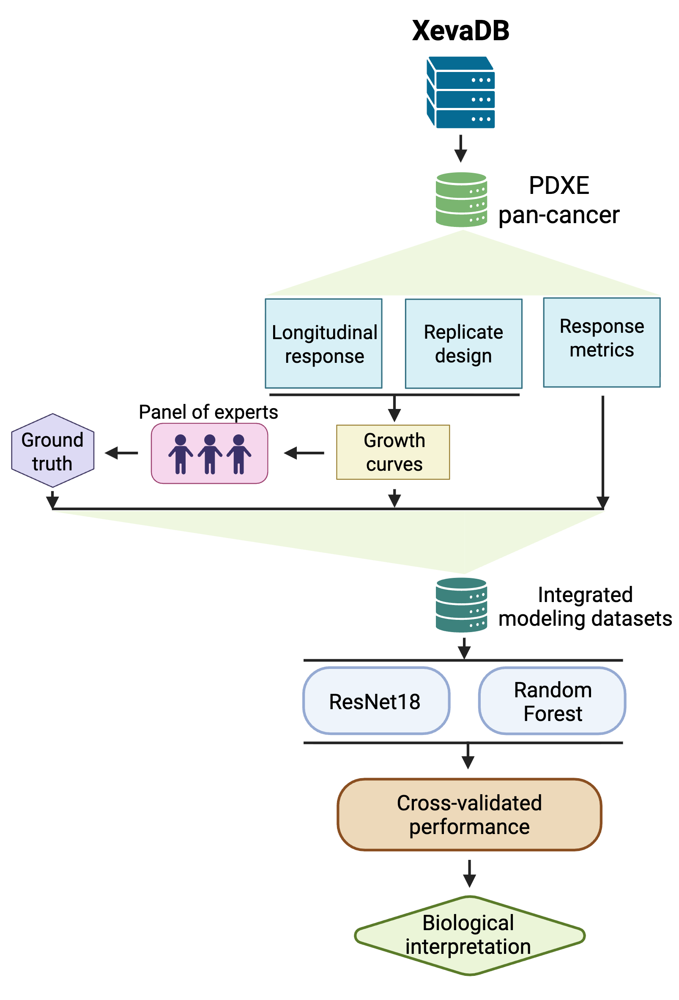 XevaDB
PDXE
pan-cancer
Longitudinal
response
Replicate
design
Response
metrics
Panel of experts
Ground
truth
Growth
curves
Integrated
modeling datasets
ResNet18
Random
Forest
Cross-validated
performance
Biological
interpretation